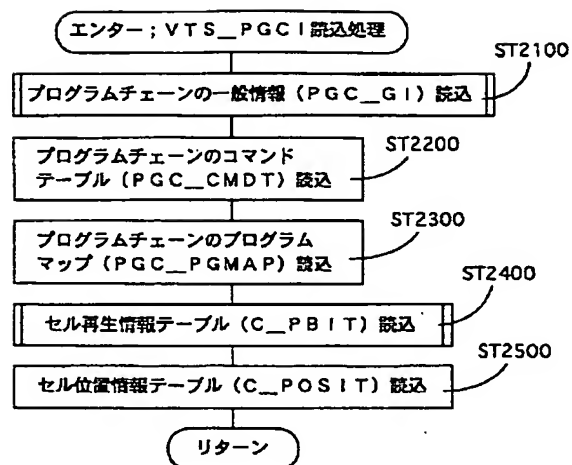 エンター；ＶＴＳ＿ＰＧＣＩ読込処理
ST2100
プログラムチェーンの一般情報（ＰＧＣ＿ＧＩ）読込
ST2200
プログラムチェーンのコマンド
テーブル（ＰＧＣ＿ＣＭＤＴ）読込
ST2300
プログラムチェーンのプログラム
マップ（ＰＧＣ＿ＰＧＭＡＰ）読込
ST2400
セル再生情報テーブル（Ｃ＿ＰＢＩＴ）読込
ST2500
セル位置情報テーブル（Ｃ＿ＰＯＳＩＴ）読込
リターン